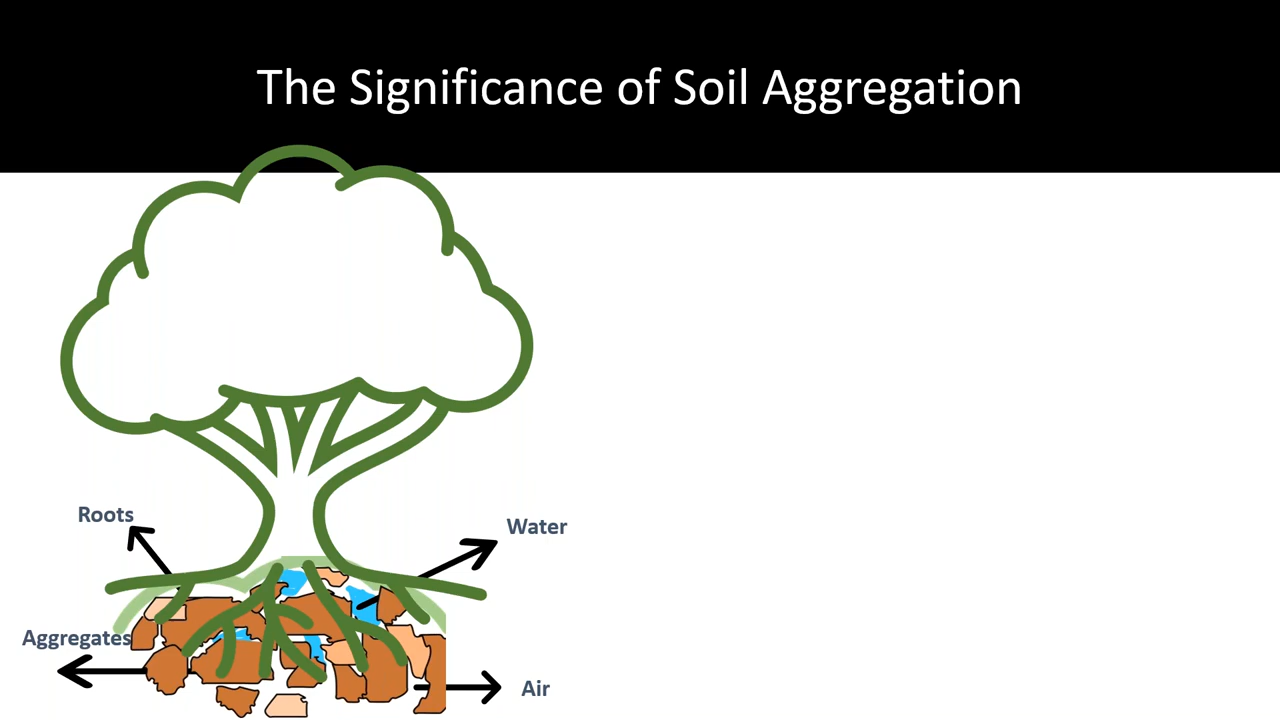 The Significance of Soil Aggregation
Roots
Water
Aggregates
Air